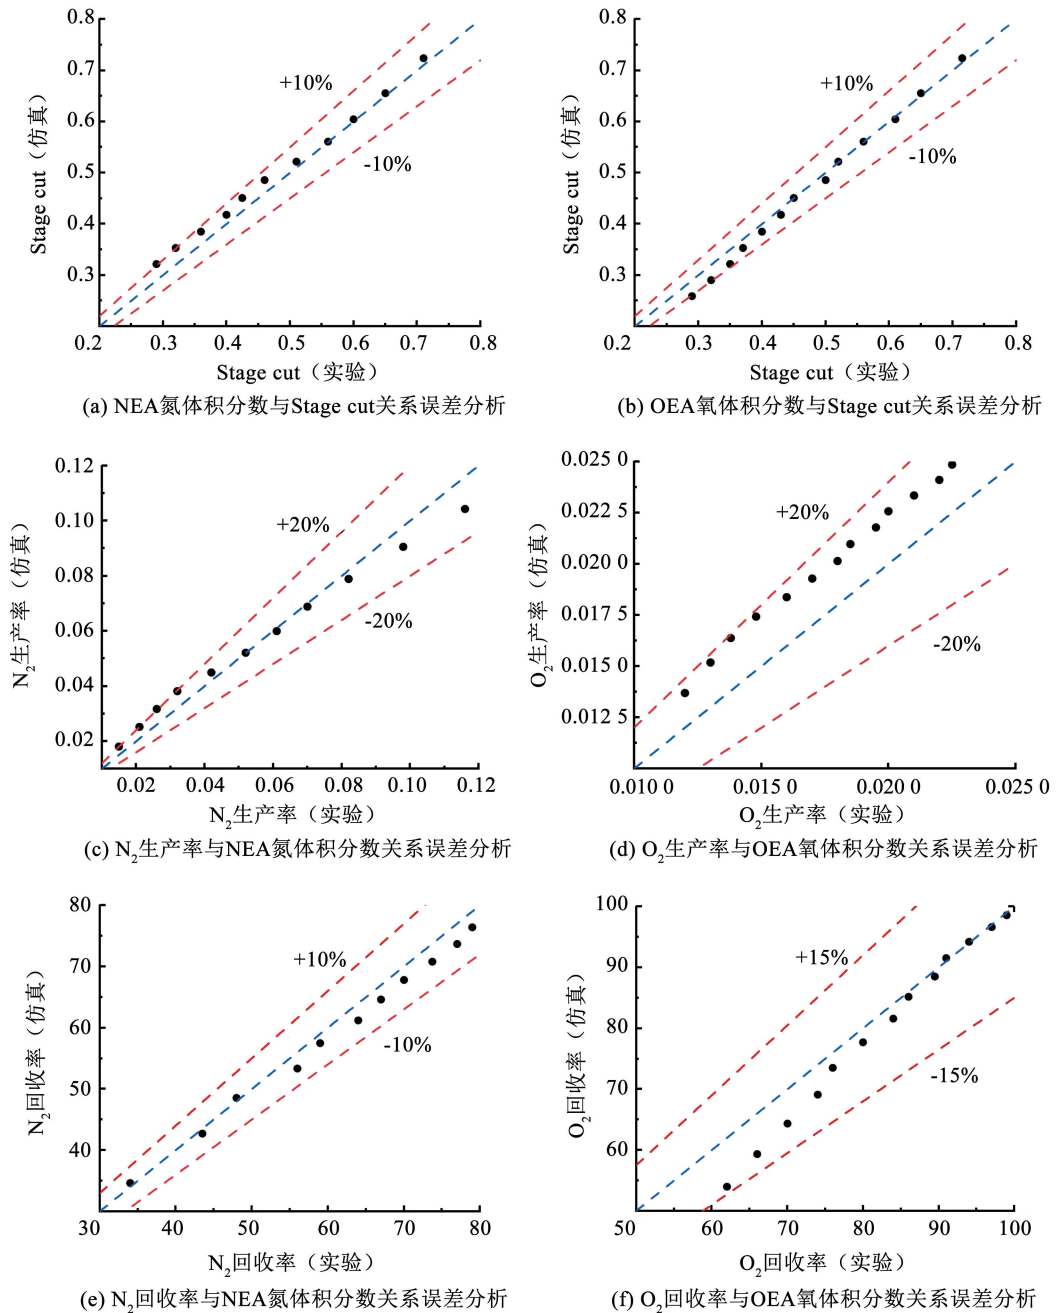 0.8
0.7
0.6
0.5
0.4
0.3
Stage cut（仿真）
+10%
-10%
0.2 0.3 0.4 0.5 0.6 0.7 0.8
Stage cut（实验）
(a) NEA氮体积分数与Stage cut关系误差分析
0.8
0.7
0.6
0.5
0.4
0.3
Stage cut（仿真）
+10%
-10%
0.2 0.3 0.4 0.5 0.6 0.7 0.8
Stage cut（实验）
(b) OEA氧体积分数与Stage cut关系误差分析
0.12
0.10
0.08
0.06
0.04
0.02
N₂生产率（仿真）
+20%
-20%
0.02 0.04 0.06 0.08 0.10 0.12
N₂生产率（实验）
(c) N₂生产率与NEA氮体积分数关系误差分析
0.025 0
0.022 5
0.020 0
0.017 5
0.015 0
0.012 5
O₂生产率（仿真）
+20%
-20%
0.010 0 0.015 0 0.020 0 0.025 0
O₂生产率（实验）
(d) O₂生产率与OEA氧体积分数关系误差分析
80
70
60
50
40
N₂回收率（仿真）
+10%
-10%
30 40 50 60 70 80
N₂回收率（实验）
(e) N₂回收率与NEA氮体积分数关系误差分析
100
90
80
70
60
O₂回收率（仿真）
+15%
-15%
50 60 70 80 90 100
O₂回收率（实验）
(f) O₂回收率与OEA氧体积分数关系误差分析